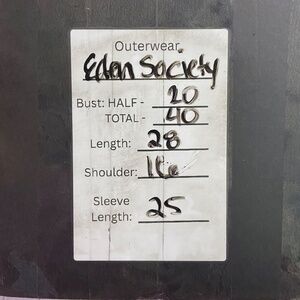 Outerwear
Eden Society
Bust: HALF - 20
TOTAL - 40
Length: 28
Shoulder: 16
Sleeve
Length: 25